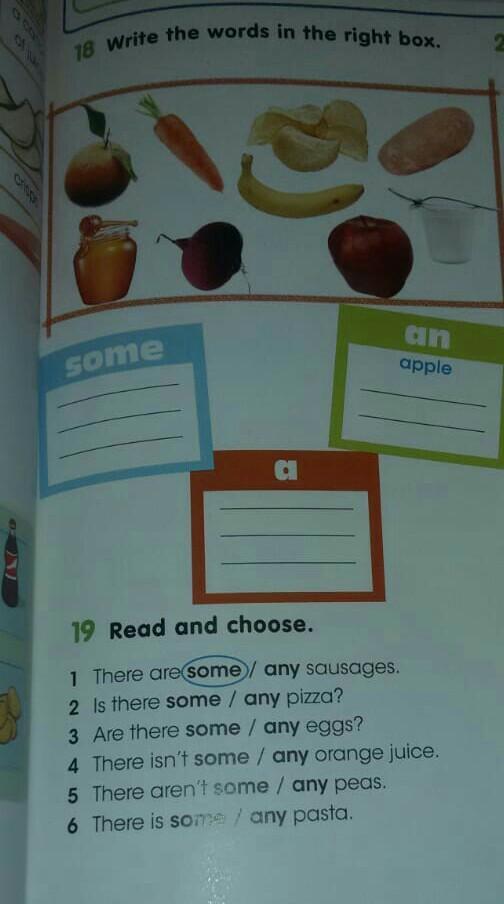 18 Write the words in the right box.
2
crisps
some
an
apple
a
19 Read and choose.
1 There are some / any sausages.
2 Is there some / any pizza?
3 Are there some / any eggs?
4 There isn't some / any orange juice.
5 There aren't some / any peas.
6 There is some / any pasta.